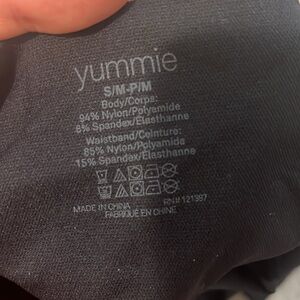 yummie
S/M-P/M
Body/Corps:
94% Nylon/Polyamide
6% Spandex/Elasthanne
Waistband/Ceinture:
85% Nylon/Polyamide
15% Spandex/Elasthanne
MADE IN CHINA RN# 121397
FABRIQUÉ EN CHINE